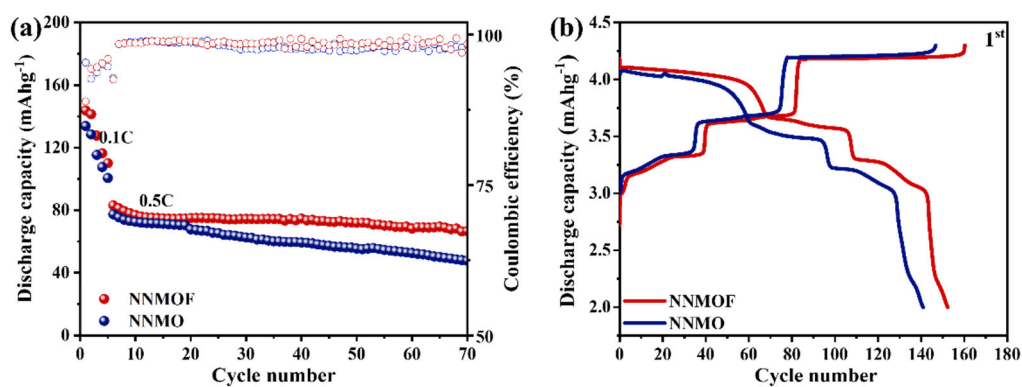 (a)
200
160
120
80
40
0
Discharge capacity (mAhg-1)
0.1C
0.5C
NNMOF
NNMO
0 10 20 30 40 50 60 70
Cycle number
100
75
50
Coulombic efficiency (%)
(b)
1st
4.5
4.0
3.5
3.0
2.5
2.0
Discharge capacity (mAhg-1)
NNMOF
NNMO
0 20 40 60 80 100 120 140 160 180
Cycle number